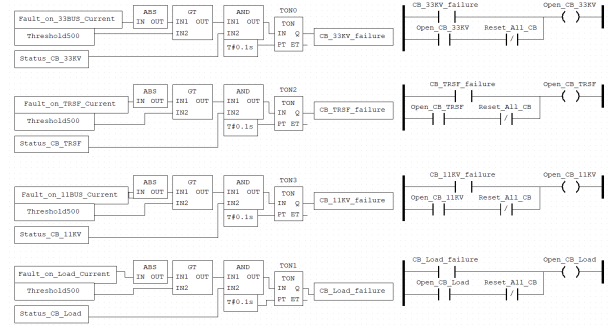 ABS GT AND TON0 CB_33KV_failure Open_CB_33KV
Fault_on_33BUS_Current IN OUT IN1 OUT IN1 OUT TON Open_CB_33KV Reset_All_CB
Threshold500 IN2 IN2 IN Q CB_33KV_failure
Status_CB_33KV T#0.1s PT ET
ABS GT AND TON2 CB_TRSF_failure Open_CB_TRSF
Fault_on_TRSF_Current IN OUT IN1 OUT IN1 OUT TON Open_CB_TRSF Reset_All_CB
Threshold500 IN2 IN2 IN Q CB_TRSF_failure
Status_CB_TRSF T#0.1s PT ET
ABS GT AND TON3 CB_11KV_failure Open_CB_11KV
Fault_on_11BUS_Current IN OUT IN1 OUT IN1 OUT TON Open_CB_11KV Reset_All_CB
Threshold500 IN2 IN2 IN Q CB_11KV_failure
Status_CB_11KV T#0.1s PT ET
ABS GT AND TON1 CB_Load_failure Open_CB_Load
Fault_on_Load_Current IN OUT IN1 OUT IN1 OUT TON Open_CB_Load Reset_All_CB
Threshold500 IN2 IN2 IN Q CB_Load_failure
Status_CB_Load T#0.1s PT ET